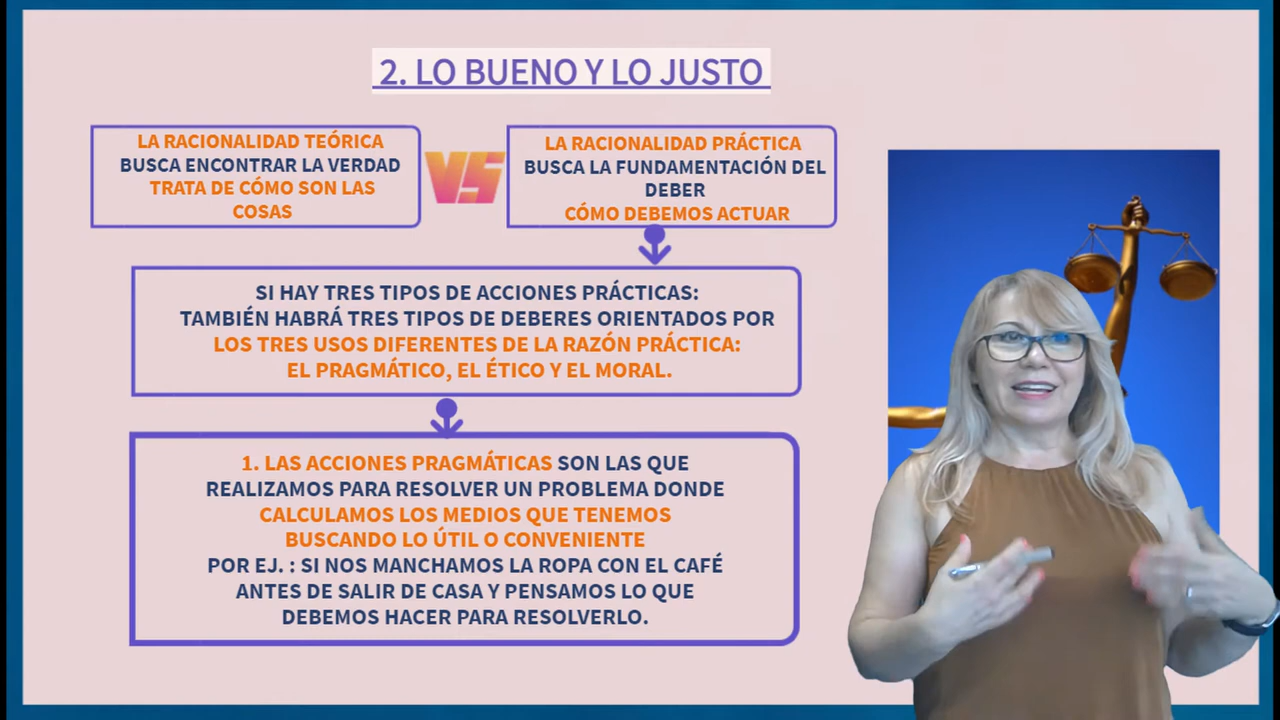 2. LO BUENO Y LO JUSTO
LA RACIONALIDAD TEÓRICA
BUSCA ENCONTRAR LA VERDAD
TRATA DE CÓMO SON LAS
COSAS
VS
LA RACIONALIDAD PRÁCTICA
BUSCA LA FUNDAMENTACIÓN DEL
DEBER
CÓMO DEBEMOS ACTUAR
SI HAY TRES TIPOS DE ACCIONES PRÁCTICAS:
TAMBIÉN HABRÁ TRES TIPOS DE DEBERES ORIENTADOS POR
LOS TRES USOS DIFERENTES DE LA RAZÓN PRÁCTICA:
EL PRAGMÁTICO, EL ÉTICO Y EL MORAL.
1. LAS ACCIONES PRAGMÁTICAS SON LAS QUE
REALIZAMOS PARA RESOLVER UN PROBLEMA DONDE
CALCULAMOS LOS MEDIOS QUE TENEMOS
BUSCANDO LO ÚTIL O CONVENIENTE
POR EJ. : SI NOS MANCHAMOS LA ROPA CON EL CAFÉ
ANTES DE SALIR DE CASA Y PENSAMOS LO QUE
DEBEMOS HACER PARA RESOLVERLO.